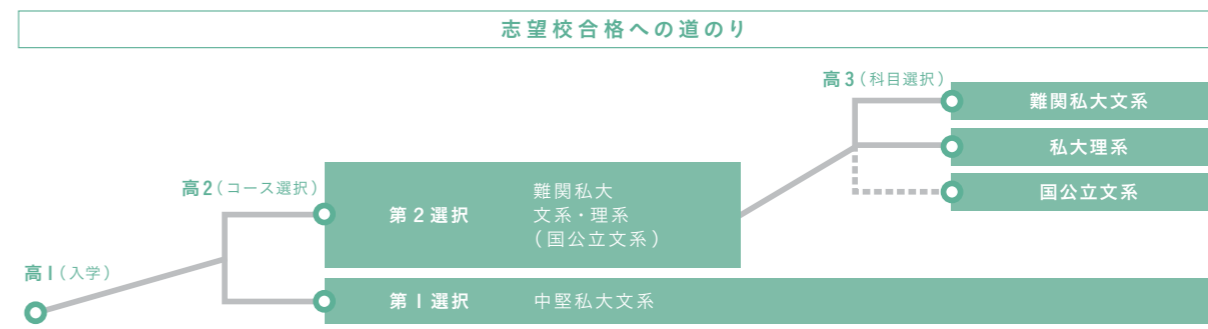 志望校合格への道のり
高3(科目選択)
難関私大文系
私大理系
国公立文系
高2(コース選択)
第2選択
難関私大
文系・理系
(国公立文系)
高1(入学)
第1選択
中堅私大文系